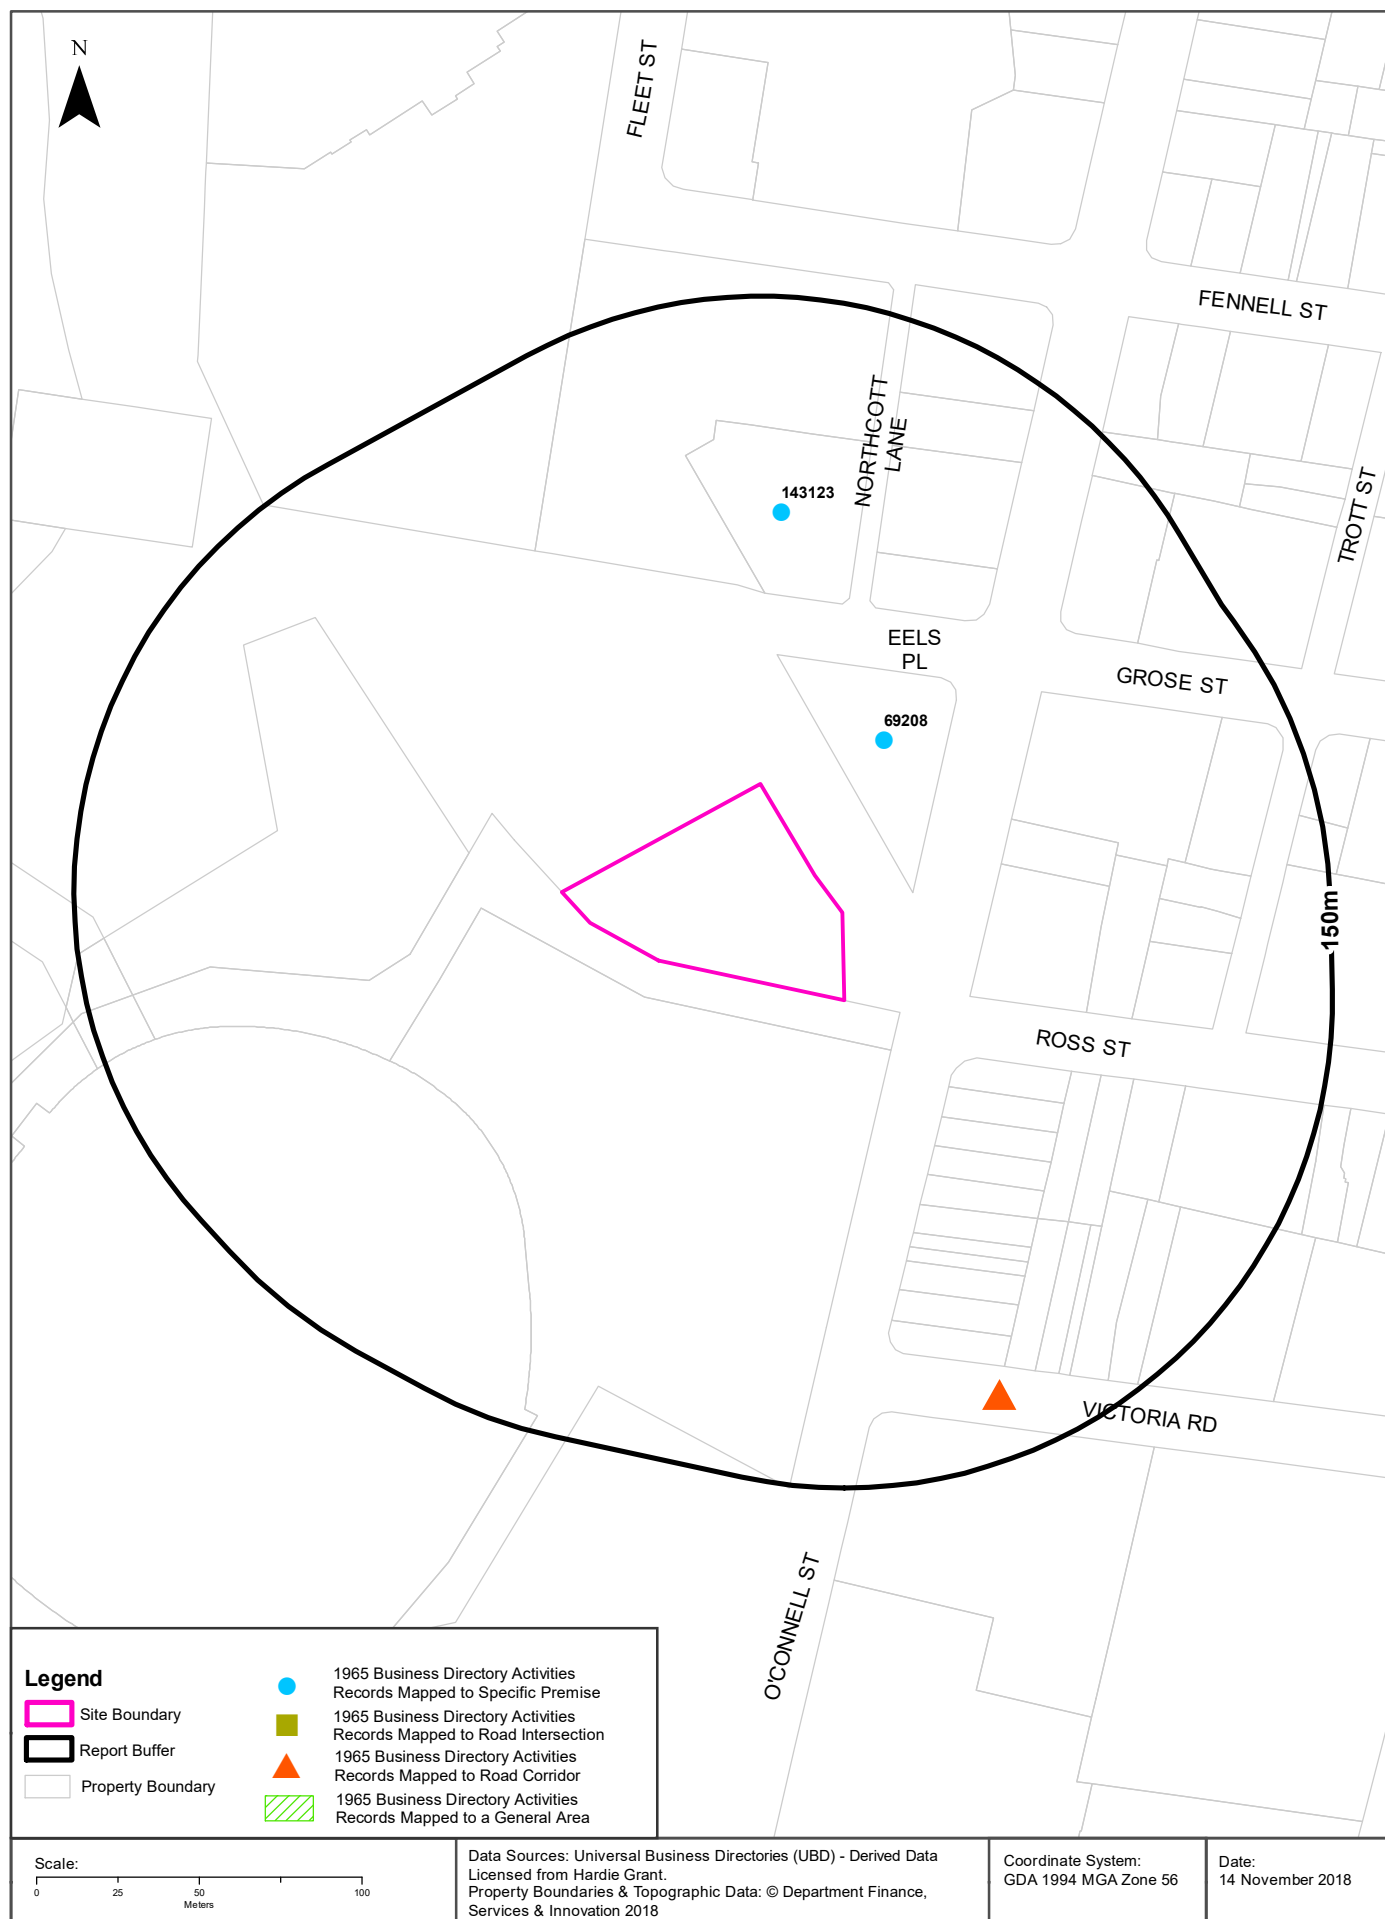 N
FLEET ST
FENNELL ST
NORTHCOTT
LANE
143123
TROTT ST
EELS
PL
GROSE ST
69208
150m
ROSS ST
VICTORIA RD
O'CONNELL ST
Legend
Site Boundary
Report Buffer
Property Boundary
1965 Business Directory Activities
Records Mapped to Specific Premise
1965 Business Directory Activities
Records Mapped to Road Intersection
1965 Business Directory Activities
Records Mapped to Road Corridor
1965 Business Directory Activities
Records Mapped to a General Area
Scale:
0 25 50 100
Meters
Data Sources: Universal Business Directories (UBD) - Derived Data
Licensed from Hardie Grant.
Property Boundaries & Topographic Data: © Department Finance,
Services & Innovation 2018
Coordinate System:
GDA 1994 MGA Zone 56
Date:
14 November 2018